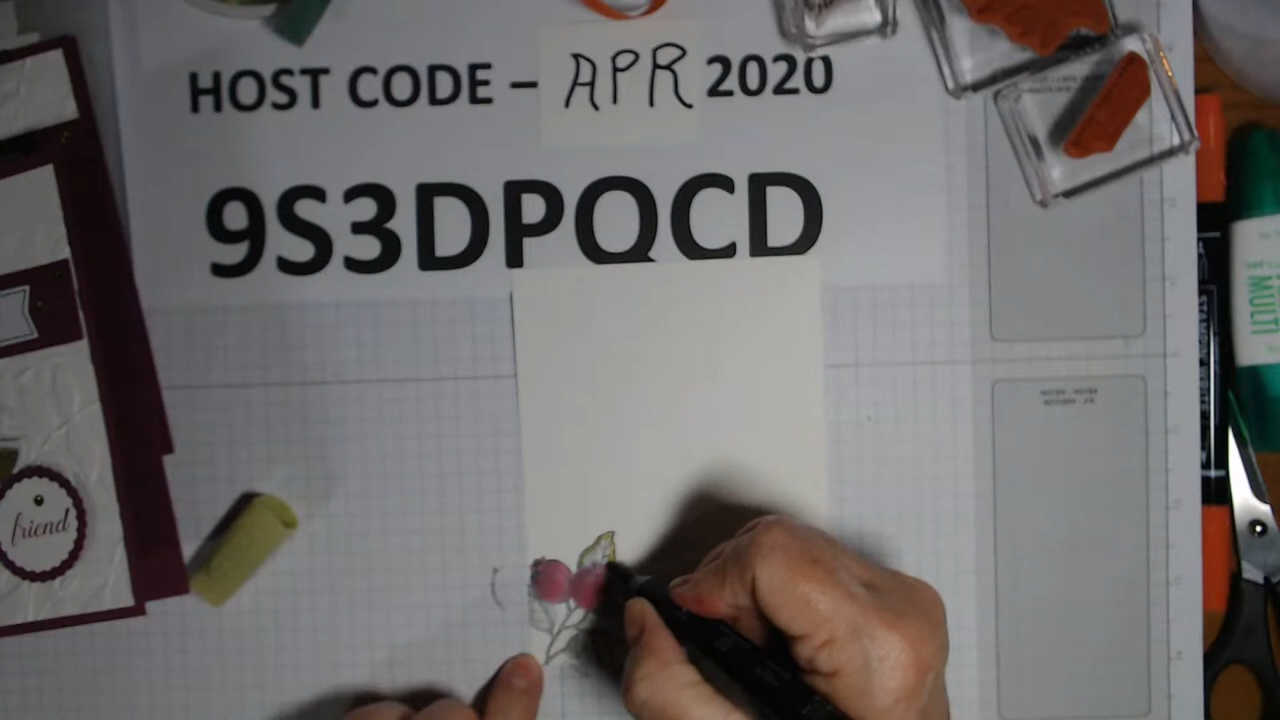 HOST CODE – APR 2020
9S3DPQCD
friend
MULTI